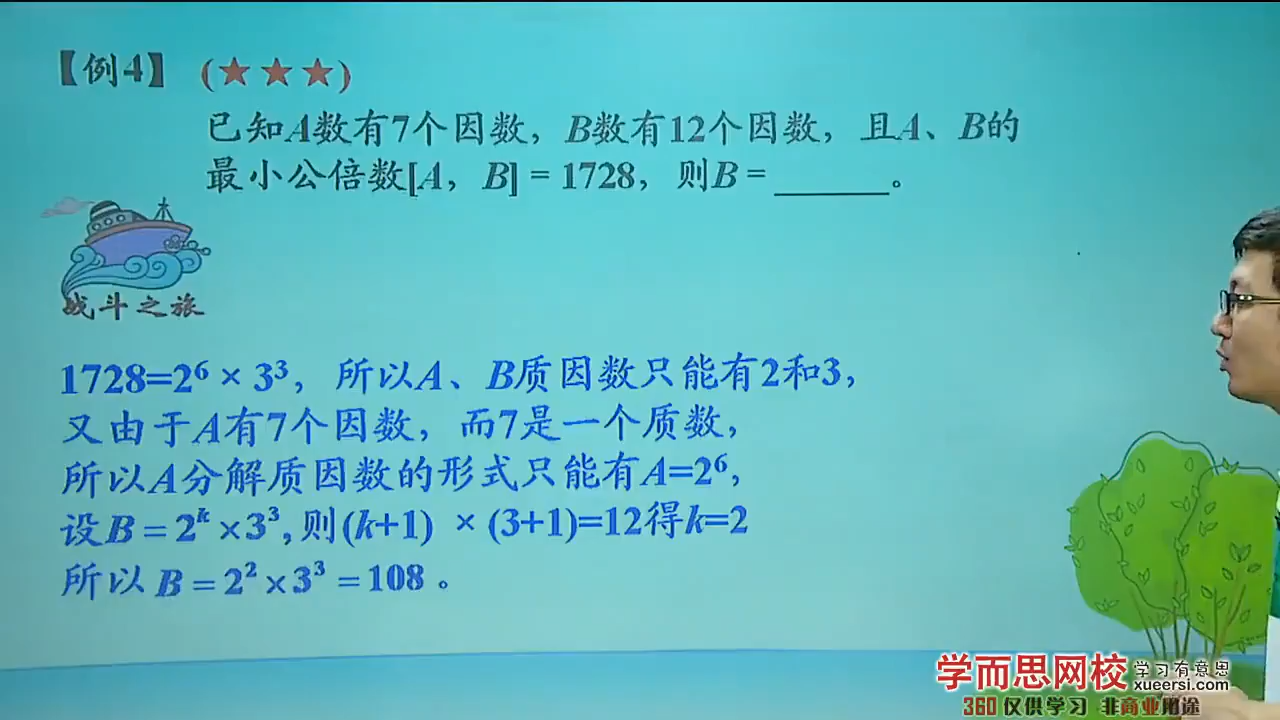 【例4】 (★★★)
已知A数有7个因数，B数有12个因数，且A、B的
最小公倍数[A，B] = 1728，则B = ______。
战斗之旅
1728=2⁶ × 3³，所以A、B质因数只能有2和3，
又由于A有7个因数，而7是一个质数，
所以A分解质因数的形式只能有A=2⁶，
设B = 2ᵏ × 3³, 则(k+1) × (3+1)=12得k=2
所以 B = 2² × 3³ = 108 。
学而思网校 学习有意思
xueersi.com
360 仅供学习 非商业用途